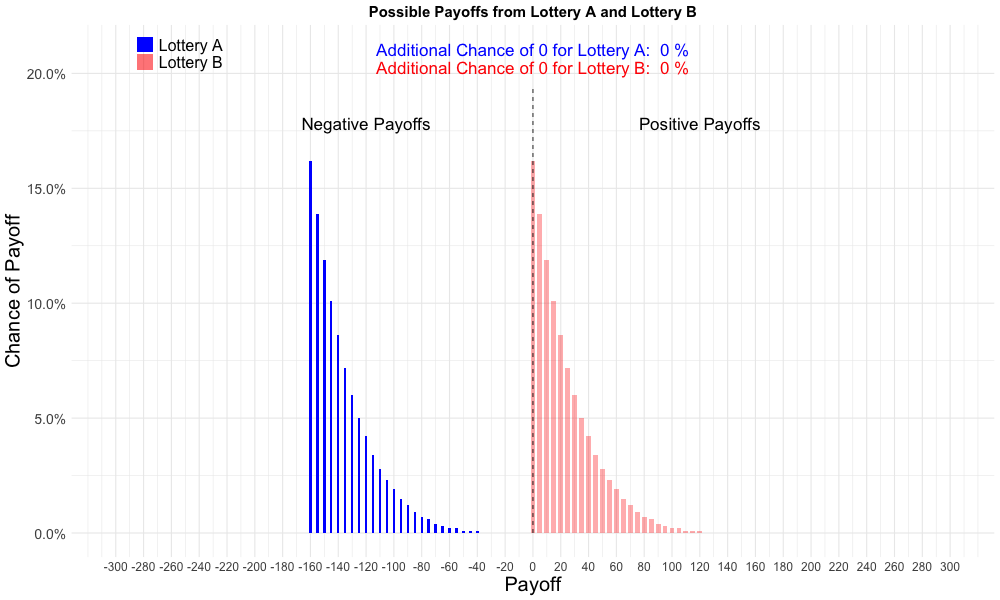 Possible Payoffs from Lottery A and Lottery B
Lottery A
Lottery B
Additional Chance of 0 for Lottery A: 0 %
Additional Chance of 0 for Lottery B: 0 %
Negative Payoffs
Positive Payoffs
Chance of Payoff
20.0%
15.0%
10.0%
5.0%
0.0%
-300 -280 -260 -240 -220 -200 -180 -160 -140 -120 -100 -80 -60 -40 -20 0 20 40 60 80 100 120 140 160 180 200 220 240 260 280 300
Payoff